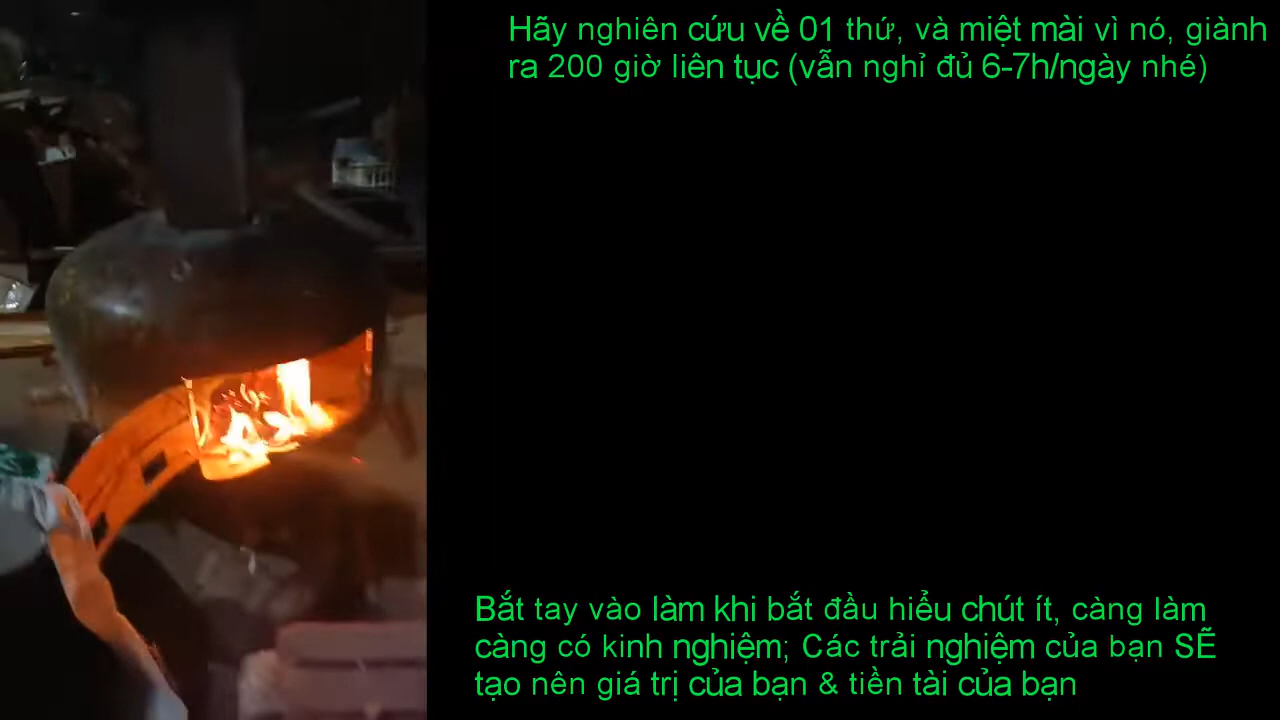 Hãy nghiên cứu về 01 thứ, và miệt mài vì nó, giành
ra 200 giờ liên tục (vẫn nghỉ đủ 6-7h/ngày nhé)
Bắt tay vào làm khi bắt đầu hiểu chút ít, càng làm
càng có kinh nghiệm; Các trải nghiệm của bạn SẼ
tạo nên giá trị của bạn & tiền tài của bạn